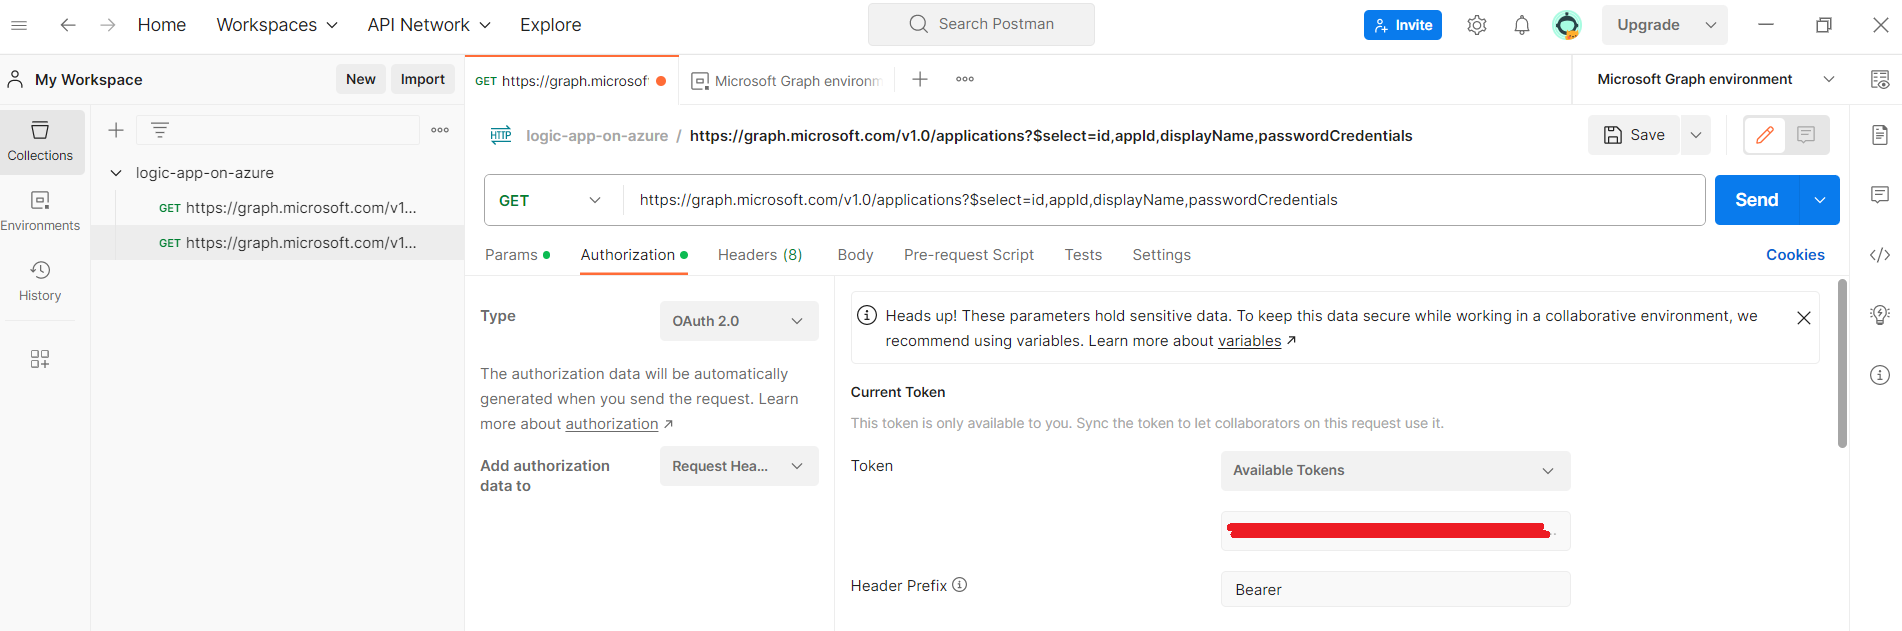 Home Workspaces API Network Explore Search Postman Invite Upgrade
My Workspace New Import GET https://graph.microsof Microsoft Graph environm Microsoft Graph environment
Collections
Environments
History
logic-app-on-azure
GET https://graph.microsoft.com/v1...
GET https://graph.microsoft.com/v1...
HTTP logic-app-on-azure / https://graph.microsoft.com/v1.0/applications?$select=id,appId,displayName,passwordCredentials Save
GET https://graph.microsoft.com/v1.0/applications?$select=id,appId,displayName,passwordCredentials Send
Params Authorization Headers (8) Body Pre-request Script Tests Settings Cookies
Type OAuth 2.0
The authorization data will be automatically
generated when you send the request. Learn
more about authorization ↗
Add authorization
data to
Request Hea...
Heads up! These parameters hold sensitive data. To keep this data secure while working in a collaborative environment, we
recommend using variables. Learn more about variables ↗
Current Token
This token is only available to you. Sync the token to let collaborators on this request use it.
Token Available Tokens
Header Prefix Bearer